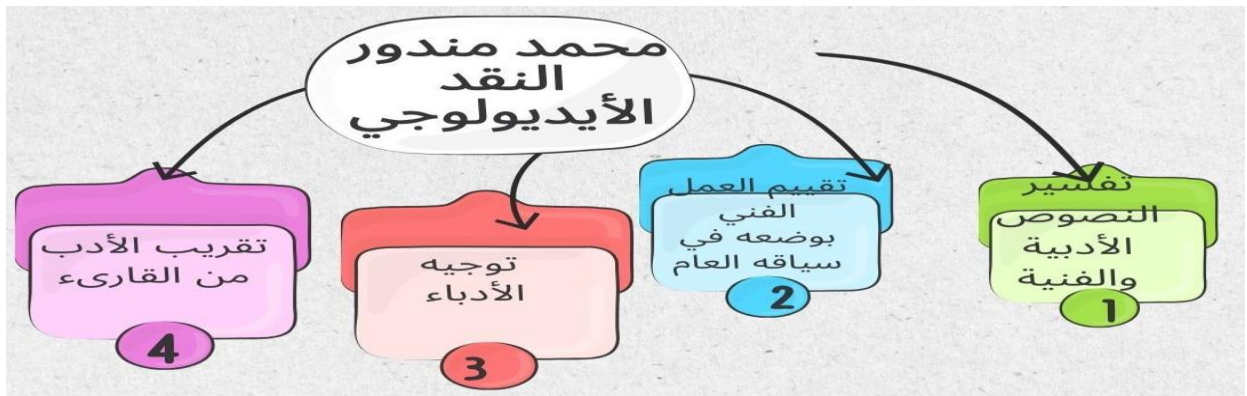 محمد مندور
النقد
الأيديولوجي
تفسير
النصوص
الأدبية
والفنية
1
تقييم العمل
الفني
بوضعه في
سياقه العام
2
توجيه
الأدباء
3
تقريب الأدب
من القارىء
4